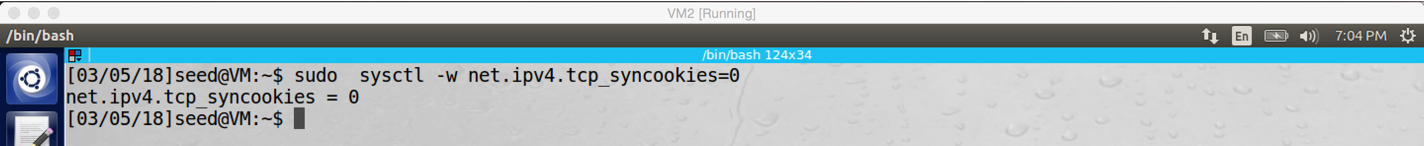 VM2 [Running]
/bin/bash En 7:04 PM
/bin/bash 124x34
[03/05/18]seed@VM:~$ sudo  sysctl -w net.ipv4.tcp_syncookies=0
net.ipv4.tcp_syncookies = 0
[03/05/18]seed@VM:~$